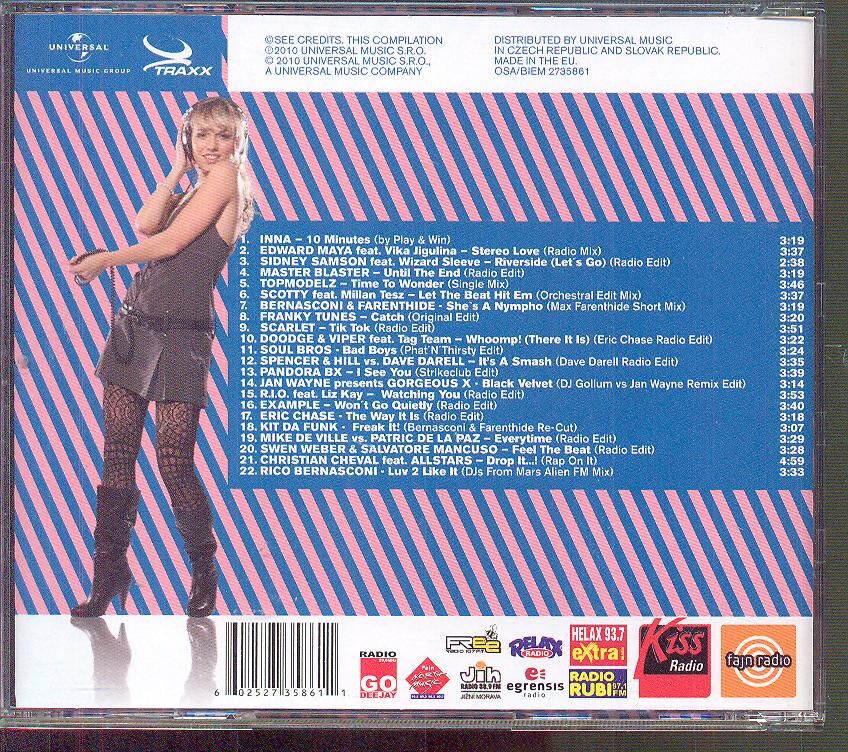 UNIVERSAL
UNIVERSAL MUSIC GROUP
TRAXX
©SEE CREDITS. THIS COMPILATION
℗2010 UNIVERSAL MUSIC S.R.O.
© 2010 UNIVERSAL MUSIC S.R.O.,
A UNIVERSAL MUSIC COMPANY
DISTRIBUTED BY UNIVERSAL MUSIC
IN CZECH REPUBLIC AND SLOVAK REPUBLIC.
MADE IN THE EU.
OSA/BIEM 2735861
1. INNA – 10 Minutes (by Play & Win) 3:19
2. EDWARD MAYA feat. Vika Jigulina – Stereo Love (Radio Mix) 3:37
3. SIDNEY SAMSON feat. Wizard Sleeve – Riverside (Let´s Go) (Radio Edit) 2:38
4. MASTER BLASTER – Until The End (Radio Edit) 3:19
5. TOPMODELZ – Time To Wonder (Single Mix) 3:46
6. SCOTTY feat. Millan Tesz – Let The Beat Hit Em (Orchestral Edit Mix) 3:37
7. BERNASCONI & FARENTHIDE - She´s A Nympho (Max Farenthide Short Mix) 3:19
8. FRANKY TUNES – Catch (Original Edit) 3:20
9. SCARLET – Tik Tok (Radio Edit) 3:51
10. DOODGE & VIPER feat. Tag Team – Whoomp! (There It Is) (Eric Chase Radio Edit) 3:22
11. SOUL BROS - Bad Boys (Phat´N´Thirsty Edit) 3:24
12. SPENCER & HILL vs. DAVE DARELL – It's A Smash (Dave Darell Radio Edit) 3:35
13. PANDORA BX – I See You (Strikeclub Edit) 3:39
14. JAN WAYNE presents GORGEOUS X - Black Velvet (DJ Gollum vs Jan Wayne Remix Edit) 3:14
15. R.I.O. feat. Liz Kay – Watching You (Radio Edit) 3:53
16. EXAMPLE – Won´t Go Quietly (Radio Edit) 3:40
17. ERIC CHASE - The Way It Is (Radio Edit) 3:18
18. KIT DA FUNK - Freak It! (Bernasconi & Farenthide Re-Cut) 3:07
19. MIKE DE VILLE vs. PATRIC DE LA PAZ – Everytime (Radio Edit) 3:29
20. SWEN WEBER & SALVATORE MANCUSO – Feel The Beat (Radio Edit) 3:28
21. CHRISTIAN CHEVAL feat. ALLSTARS – Drop It...! (Rap On It) 4:59
22. RICO BERNASCONI - Luv 2 Like It (DJs From Mars Alien FM Mix) 3:33
6 02527 35861 1
RADIO
GO
DEEJAY
Fajn
NORTH
MUSIC
FREE
RADIO 107 FM
Jih
RADIO 88.9 FM
JIŽNÍ MORAVA
RELAX
RADIO
egrensis
radio
HELAX 93.7
eXtra
RADIO
RUBI 97.1 FM
Kiss
Radio
fajn radio